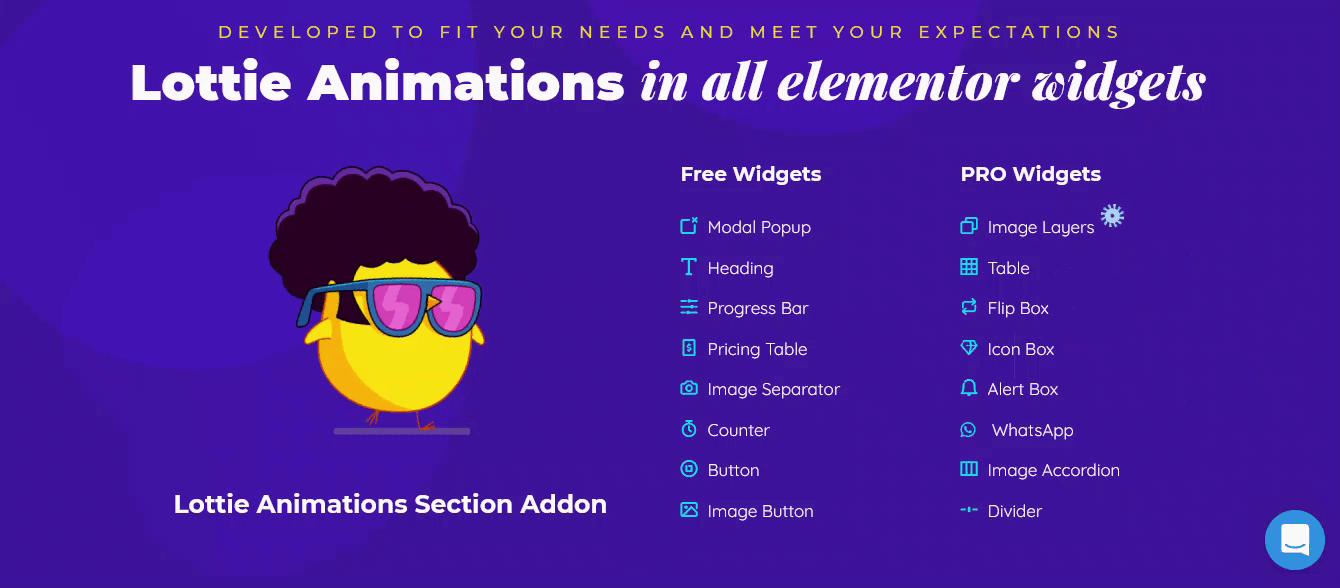 DEVELOPED TO FIT YOUR NEEDS AND MEET YOUR EXPECTATIONS
Lottie Animations in all elementor widgets
Lottie Animations Section Addon
Free Widgets
Modal Popup
Heading
Progress Bar
Pricing Table
Image Separator
Counter
Button
Image Button
PRO Widgets
Image Layers
Table
Flip Box
Icon Box
Alert Box
WhatsApp
Image Accordion
Divider